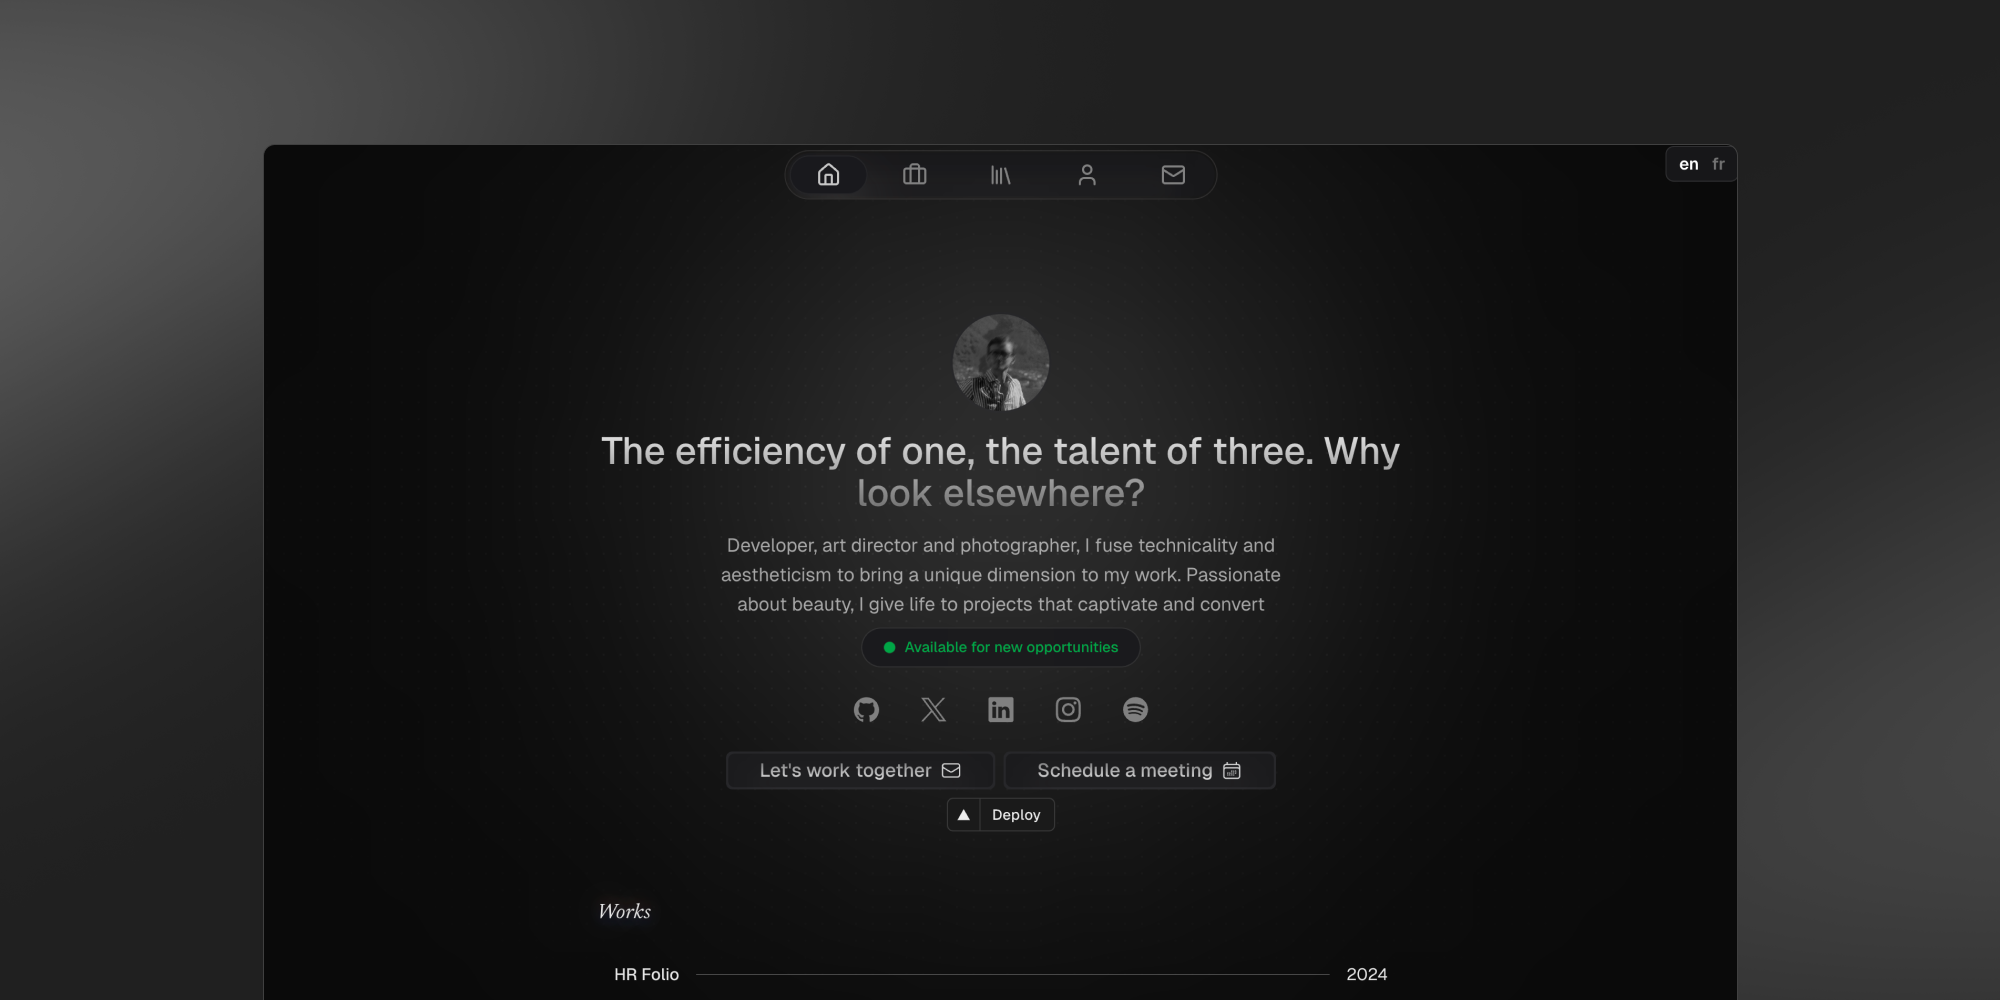 en fr
The efficiency of one, the talent of three. Why
look elsewhere?
Developer, art director and photographer, I fuse technicality and
aestheticism to bring a unique dimension to my work. Passionate
about beauty, I give life to projects that captivate and convert
Available for new opportunities
in
Let's work together
Schedule a meeting
Deploy
Works
HR Folio 2024